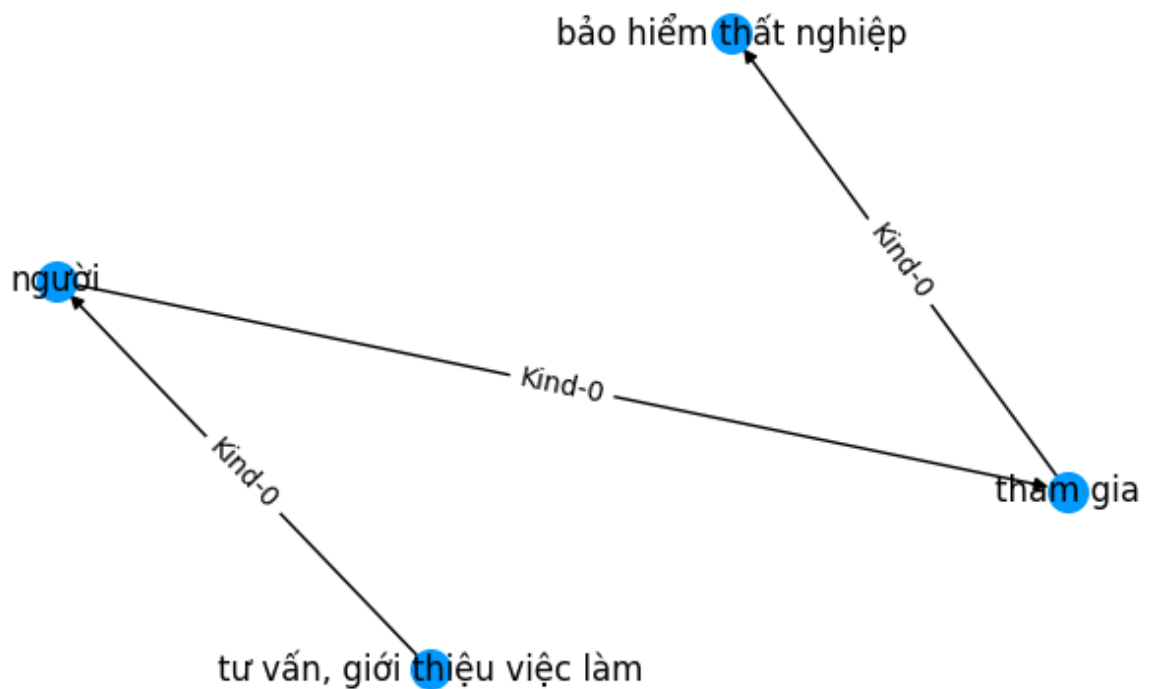 bảo hiểm thất nghiệp
Kind-0
người
Kind-0
Kind-0
tham gia
tư vấn, giới thiệu việc làm